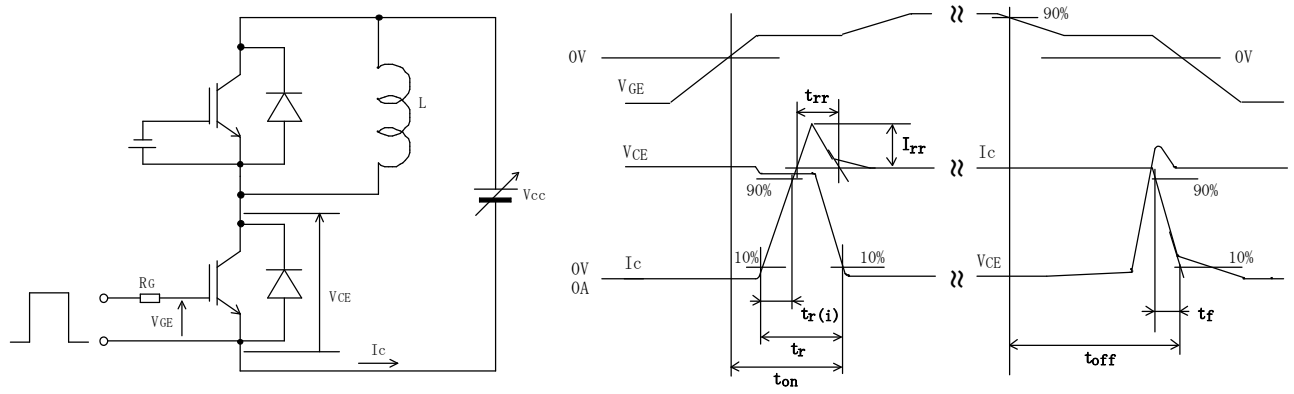 L
Vcc
RG
VGE
VCE
Ic
0V
VGE
90%
0V
trr
Irr
VCE
Ic
90%
90%
10%
10%
0V
0A
Ic
VCE
10%
tr(i)
tf
tr
toff
ton